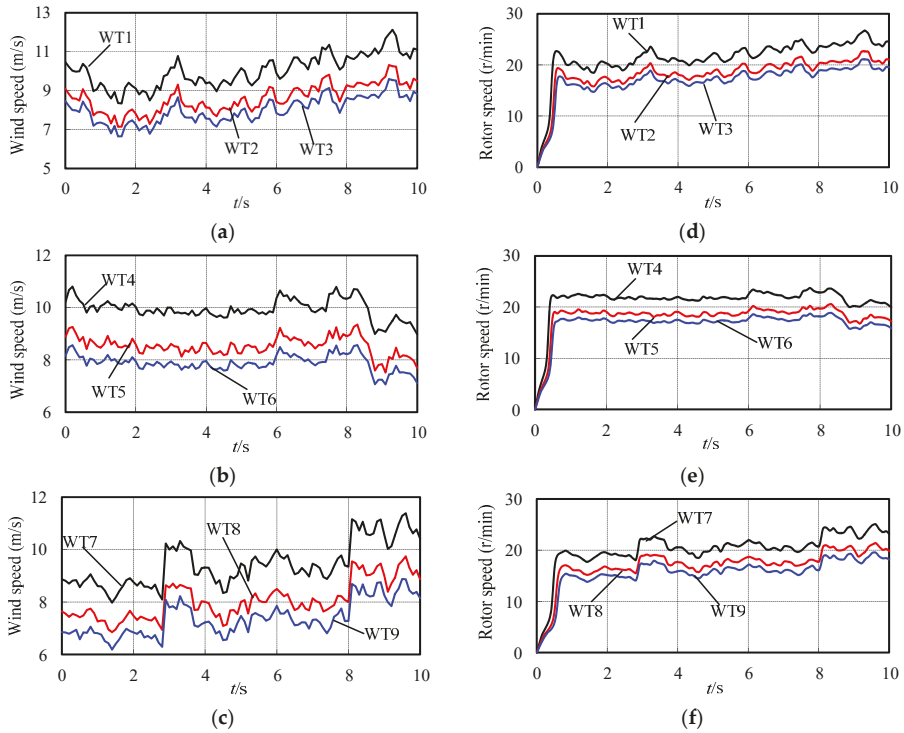 Wind speed (m/s)
13
11
9
7
5
WT1
WT2
WT3
0 2 4 6 8 10
t/s
(a)
Rotor speed (r/min)
30
20
10
0
WT1
WT2
WT3
0 2 4 6 8 10
t/s
(d)
Wind speed (m/s)
12
10
8
6
WT4
WT5
WT6
0 2 4 6 8 10
t/s
(b)
Rotor speed (r/min)
30
20
10
0
WT4
WT5
WT6
0 2 4 6 8 10
t/s
(e)
Wind speed (m/s)
12
10
8
6
WT7
WT8
WT9
0 2 4 6 8 10
t/s
(c)
Rotor speed (r/min)
30
20
10
0
WT7
WT8
WT9
0 2 4 6 8 10
t/s
(f)